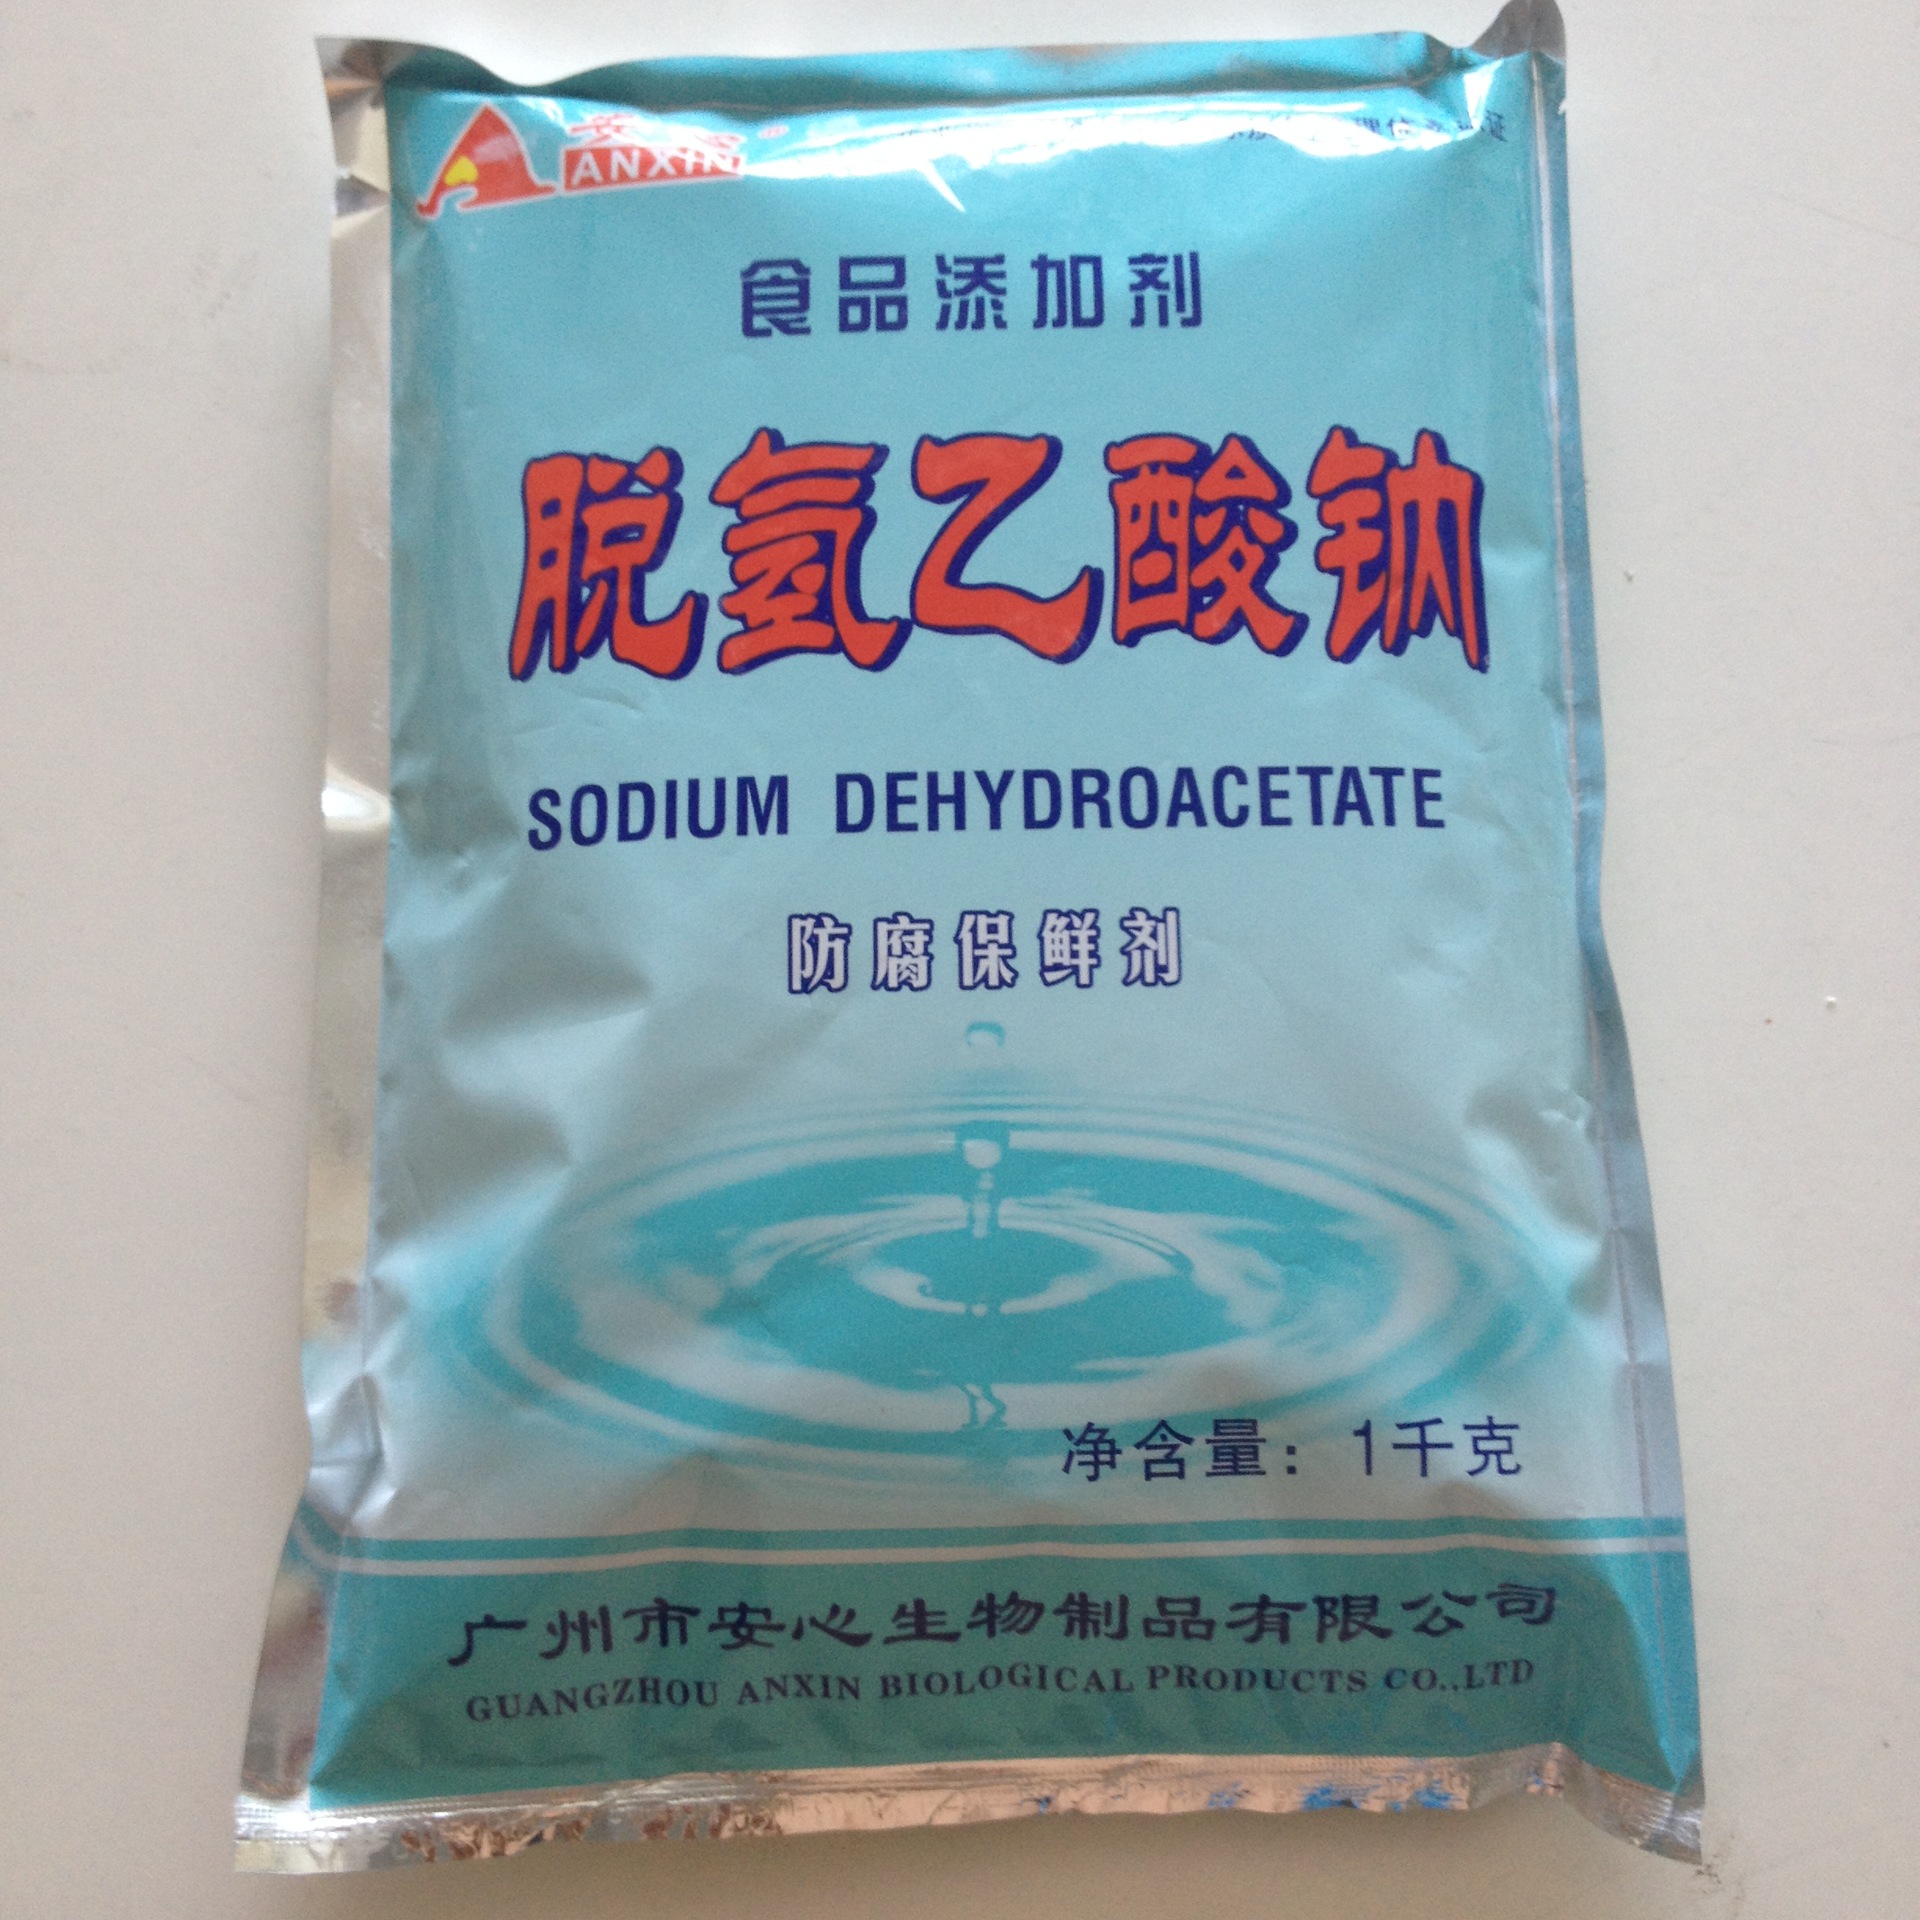 ANXIN
食品添加剂
脱氢乙酸钠
SODIUM DEHYDROACETATE
防腐保鲜剂
净含量：1千克
广州市安心生物制品有限公司
GUANGZHOU ANXIN BIOLOGICAL PRODUCTS CO.,LTD